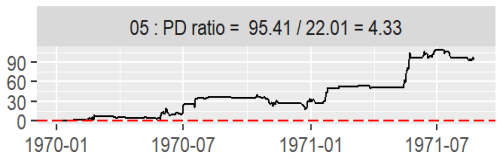 05 : PD ratio =  95.41 / 22.01 = 4.33
90
60
30
0
1970-01 1970-07 1971-01 1971-07